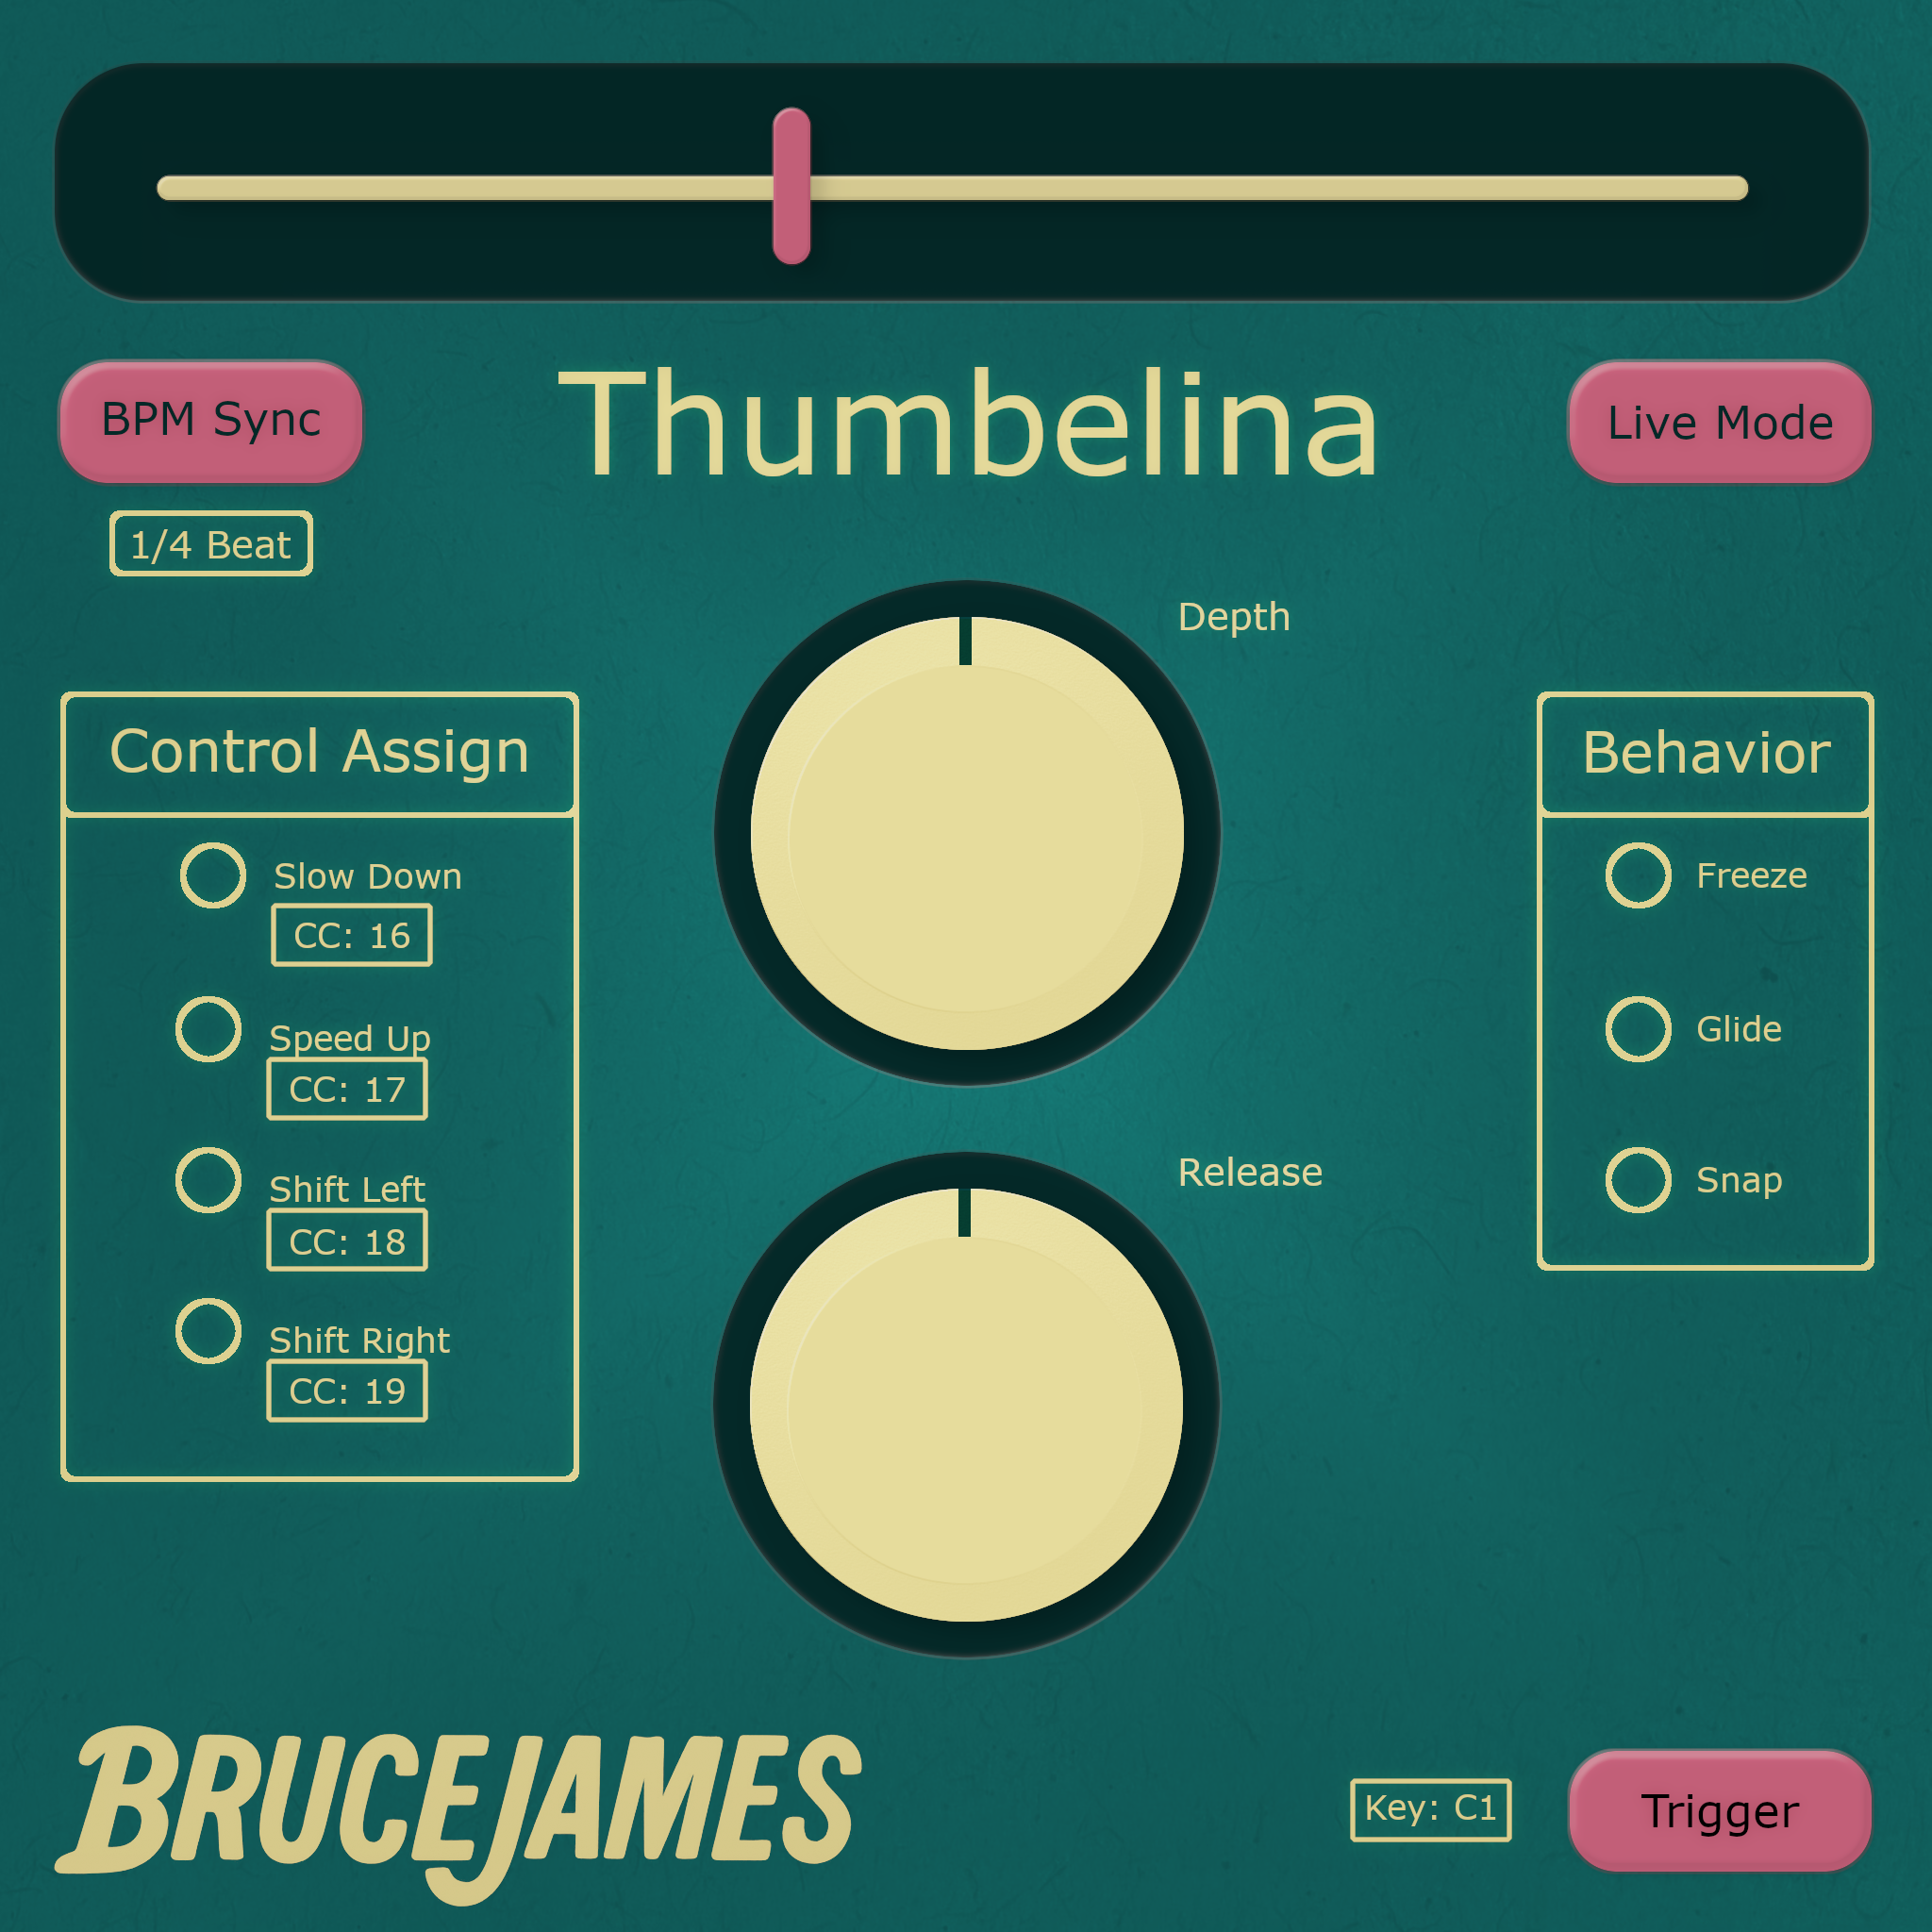 BPM Sync
Thumbelina
Live Mode
1/4 Beat
Depth
Control Assign
Slow Down
CC: 16
Speed Up
CC: 17
Shift Left
CC: 18
Shift Right
CC: 19
Behavior
Freeze
Glide
Snap
Release
BRUCEJAMES
Key: C1
Trigger